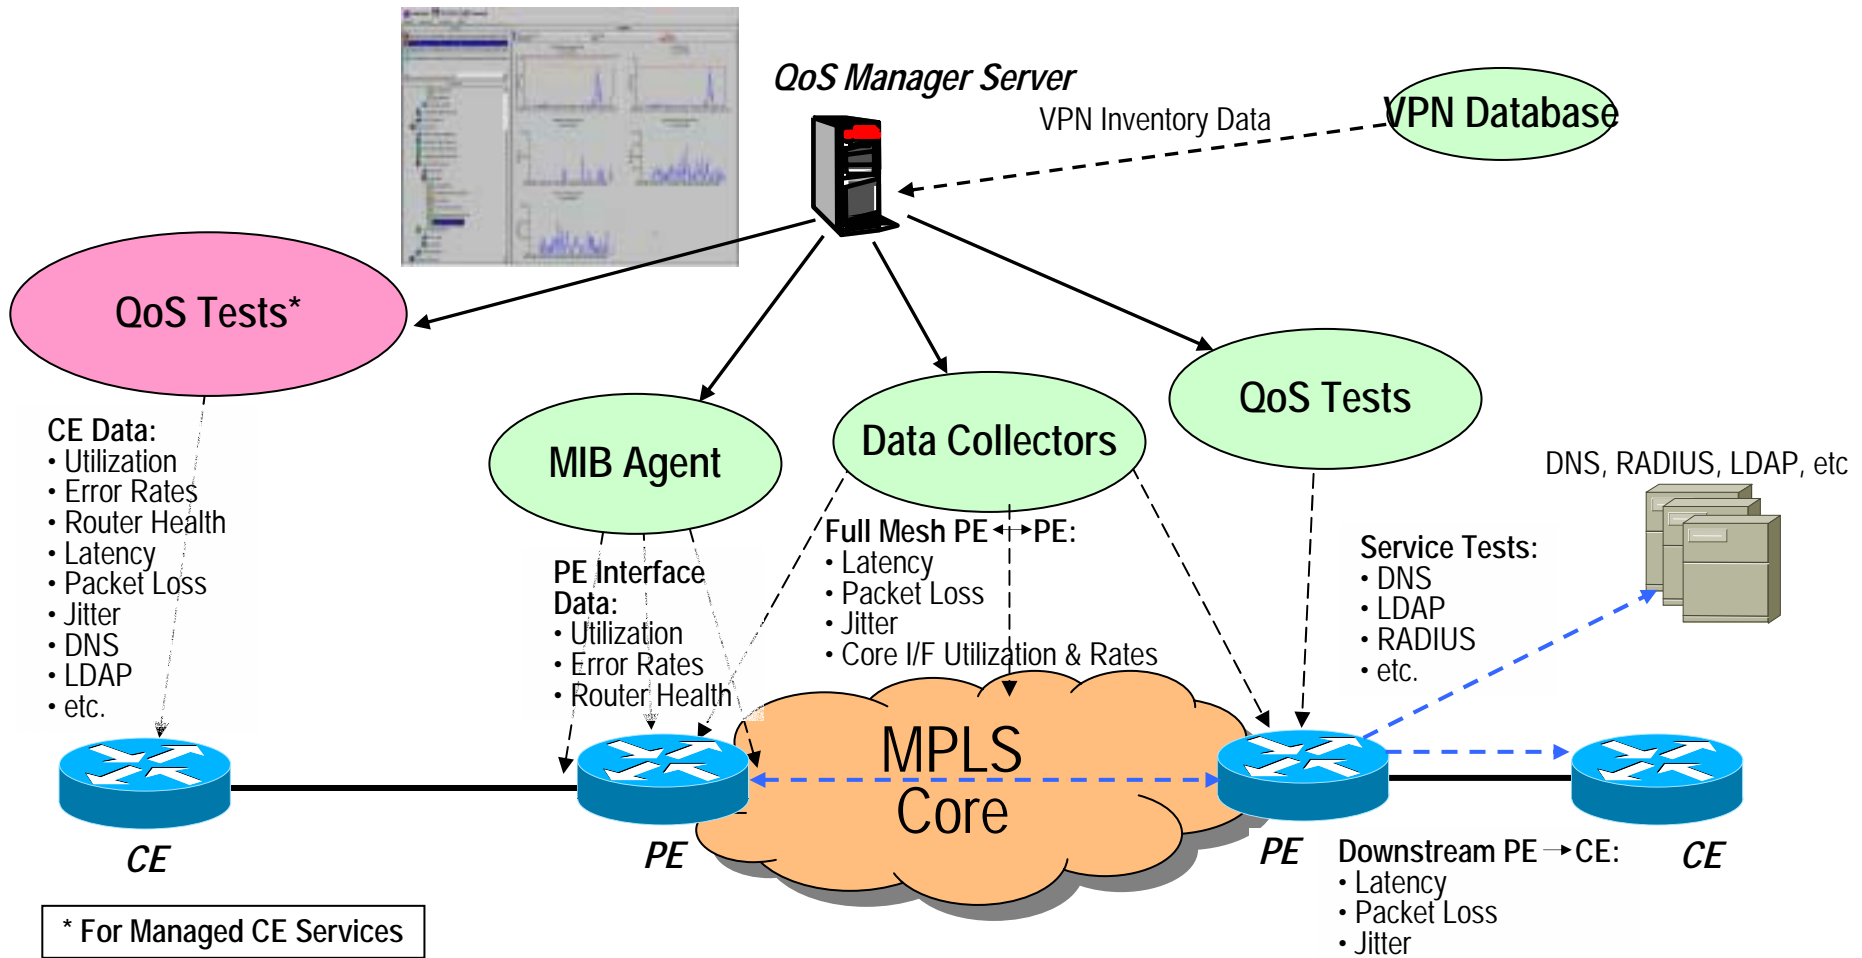 QoS Manager Server
VPN Inventory Data
VPN Database
QoS Tests*
MIB Agent
Data Collectors
QoS Tests
CE Data:
• Utilization
• Error Rates
• Router Health
• Latency
• Packet Loss
• Jitter
• DNS
• LDAP
• etc.
PE Interface
Data:
• Utilization
• Error Rates
• Router Health
Full Mesh PE ↔ PE:
• Latency
• Packet Loss
• Jitter
• Core I/F Utilization & Rates
DNS, RADIUS, LDAP, etc
Service Tests:
• DNS
• LDAP
• RADIUS
• etc.
MPLS
Core
CE
PE
PE
CE
Downstream PE → CE:
• Latency
• Packet Loss
• Jitter
* For Managed CE Services